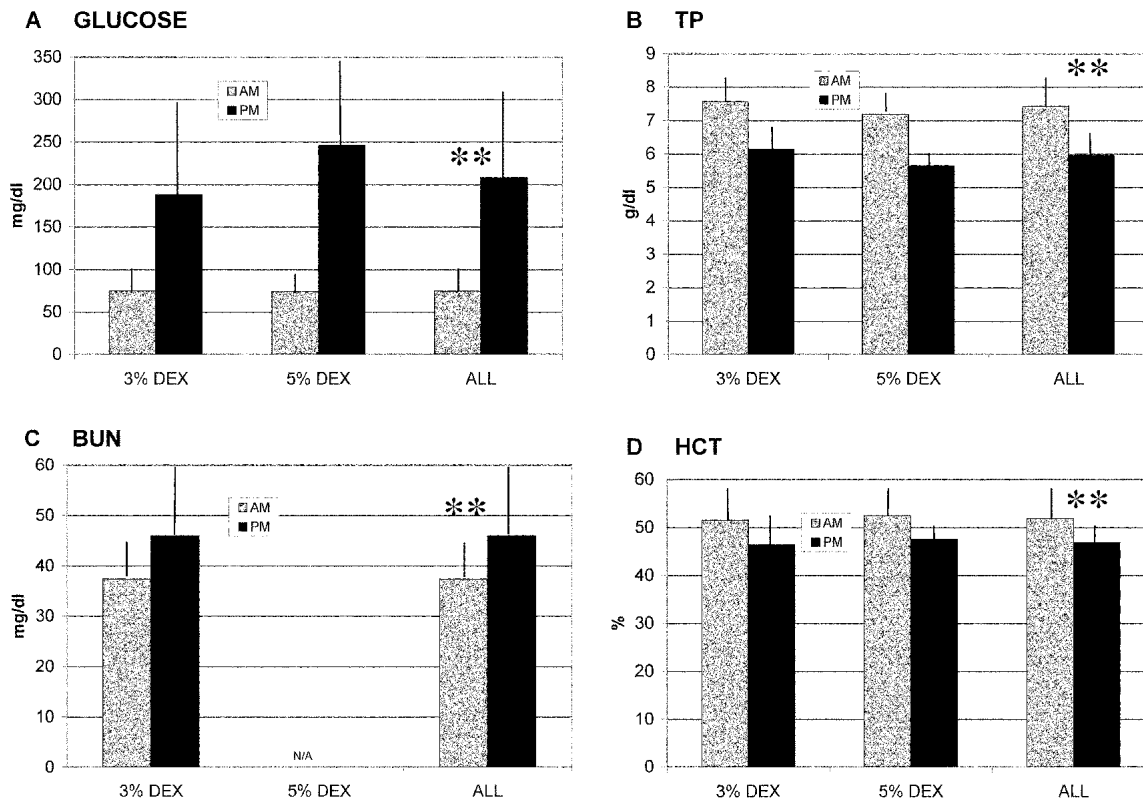 A GLUCOSE
350
300
250
200
150
100
50
0
mg/dl
AM
PM
**
3% DEX 5% DEX ALL
B TP
9
8
7
6
5
4
3
2
1
0
g/dl
AM
PM
**
3% DEX 5% DEX ALL
C BUN
60
50
40
30
20
10
0
mg/dl
AM
PM
**
N/A
3% DEX 5% DEX ALL
D HCT
60
50
40
30
20
10
0
%
AM
PM
**
3% DEX 5% DEX ALL